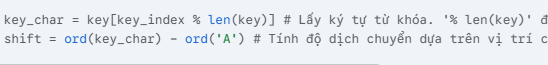 key_char = key[key_index % len(key)] # Lấy ký tự từ khóa. '% len(key)' đ
shift = ord(key_char) - ord('A') # Tính độ dịch chuyển dựa trên vị trí c